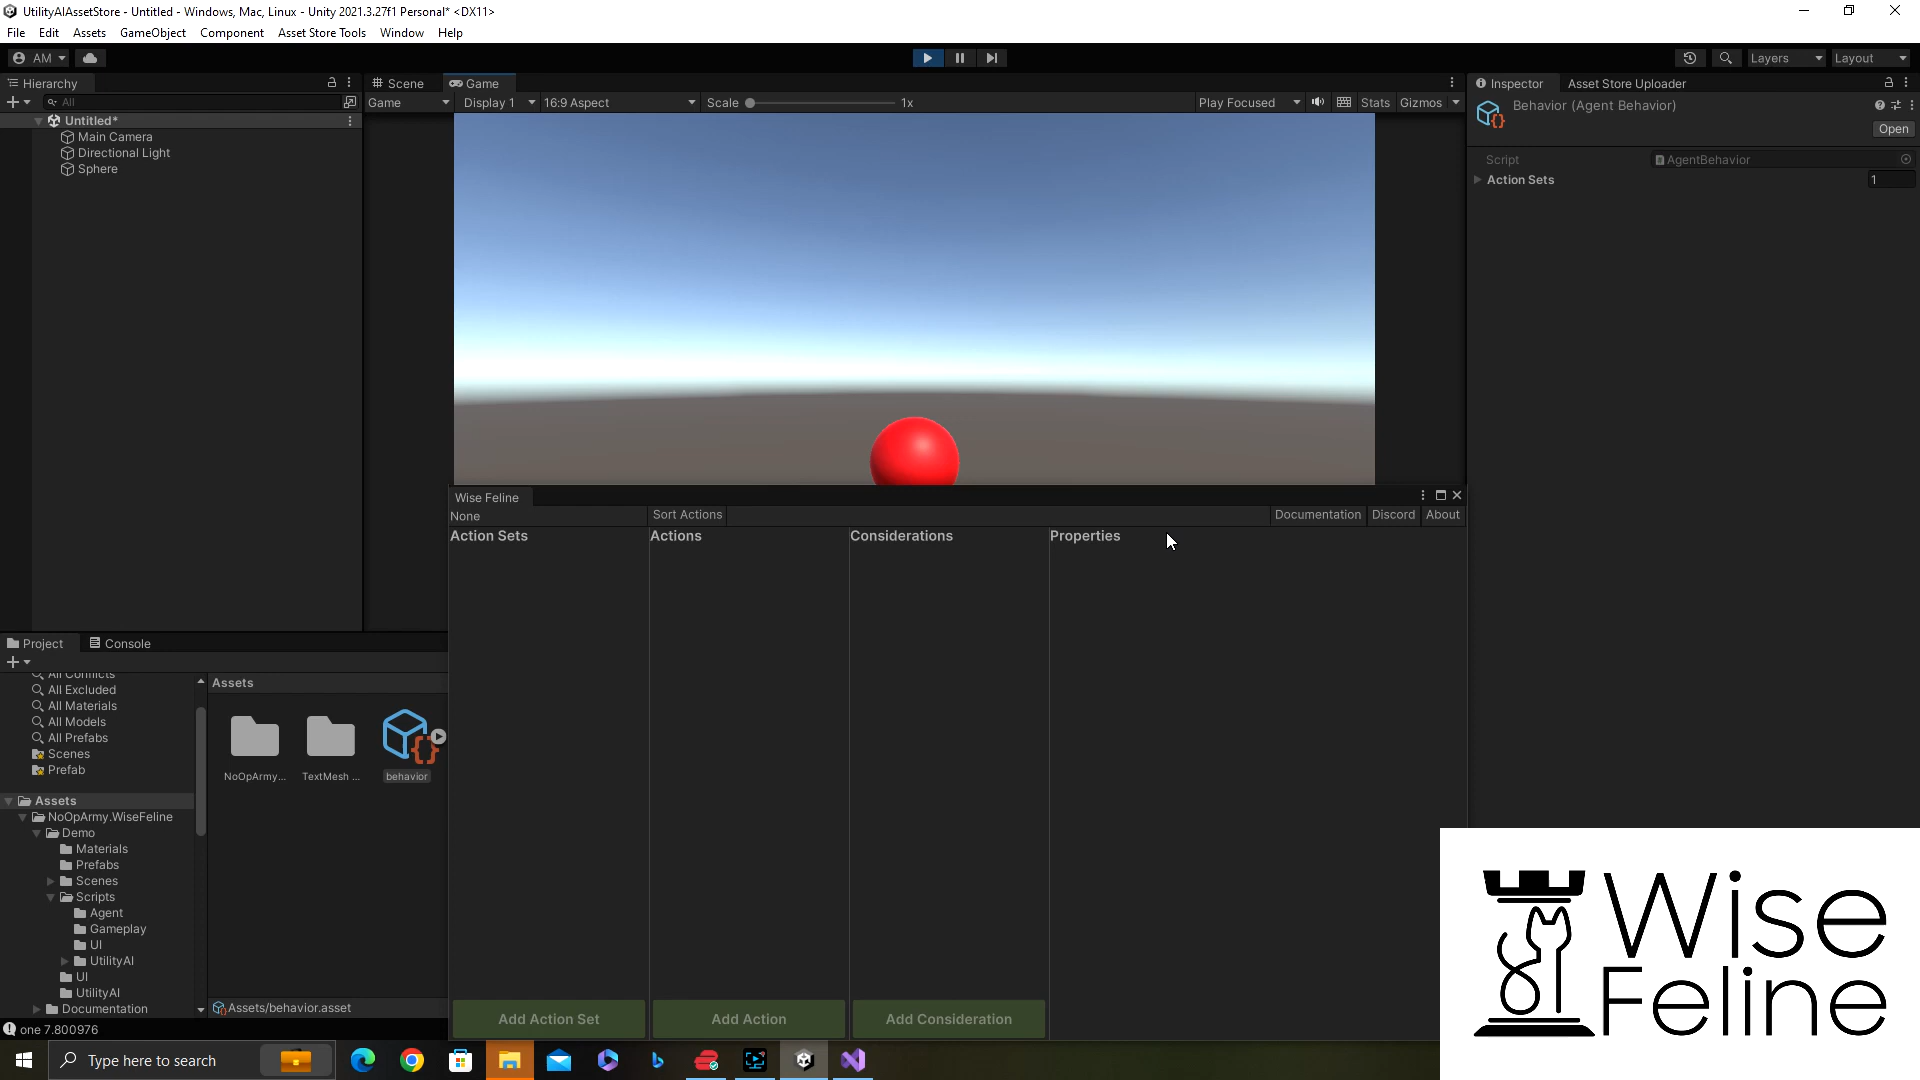 UtilityAIAssetStore - Untitled - Windows, Mac, Linux - Unity 2021.3.27f1 Personal* <DX11>
File Edit Assets GameObject Component Asset Store Tools Window Help
AM Layers Layout
Hierarchy Scene Game Inspector Asset Store Uploader
All Game Display 1 16:9 Aspect Scale 1x Play Focused Stats Gizmos
Behavior (Agent Behavior)
Open
Untitled*
Main Camera
Directional Light
Sphere
Script AgentBehavior
Action Sets 1
Wise Feline
None Sort Actions Documentation Discord About
Action Sets Actions Considerations Properties
Add Action Set Add Action Add Consideration
Project Console
All Conflicts
All Excluded
All Materials
All Models
All Prefabs
Scenes
Prefab
Assets
NoOpArmy.WiseFeline
Demo
Materials
Prefabs
Scenes
Scripts
Agent
Gameplay
UI
UtilityAI
UI
UtilityAI
Documentation
Assets
NoOpArmy... TextMesh ... behavior
Assets/behavior.asset
one 7.800976
Type here to search
Wise
Feline